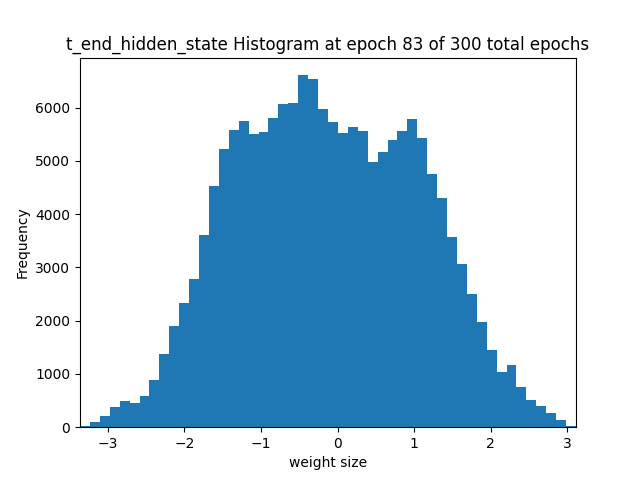 t_end_hidden_state Histogram at epoch 83 of 300 total epochs
Frequency
6000
5000
4000
3000
2000
1000
0
−3 −2 −1 0 1 2 3
weight size